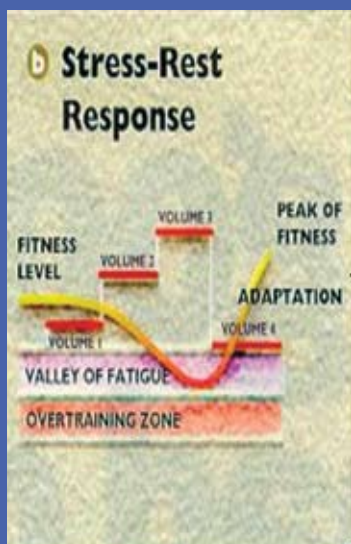 b Stress-Rest
Response
VOLUME 3
PEAK OF
FITNESS
FITNESS
LEVEL
VOLUME 2
ADAPTATION
VOLUME 1
VOLUME 4
VALLEY OF FATIGUE
OVERTRAINING ZONE